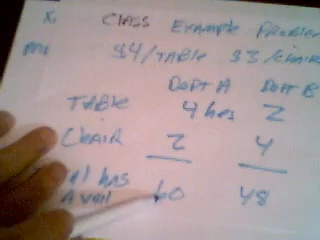 X1 CLASS EXAMPLE PROBLEM
$4/TABLE $3/CHAIR
DEPT A DEPT B
TABLE 4 hrs 2
CHAIR 2 4
hrs
Avail 60 48